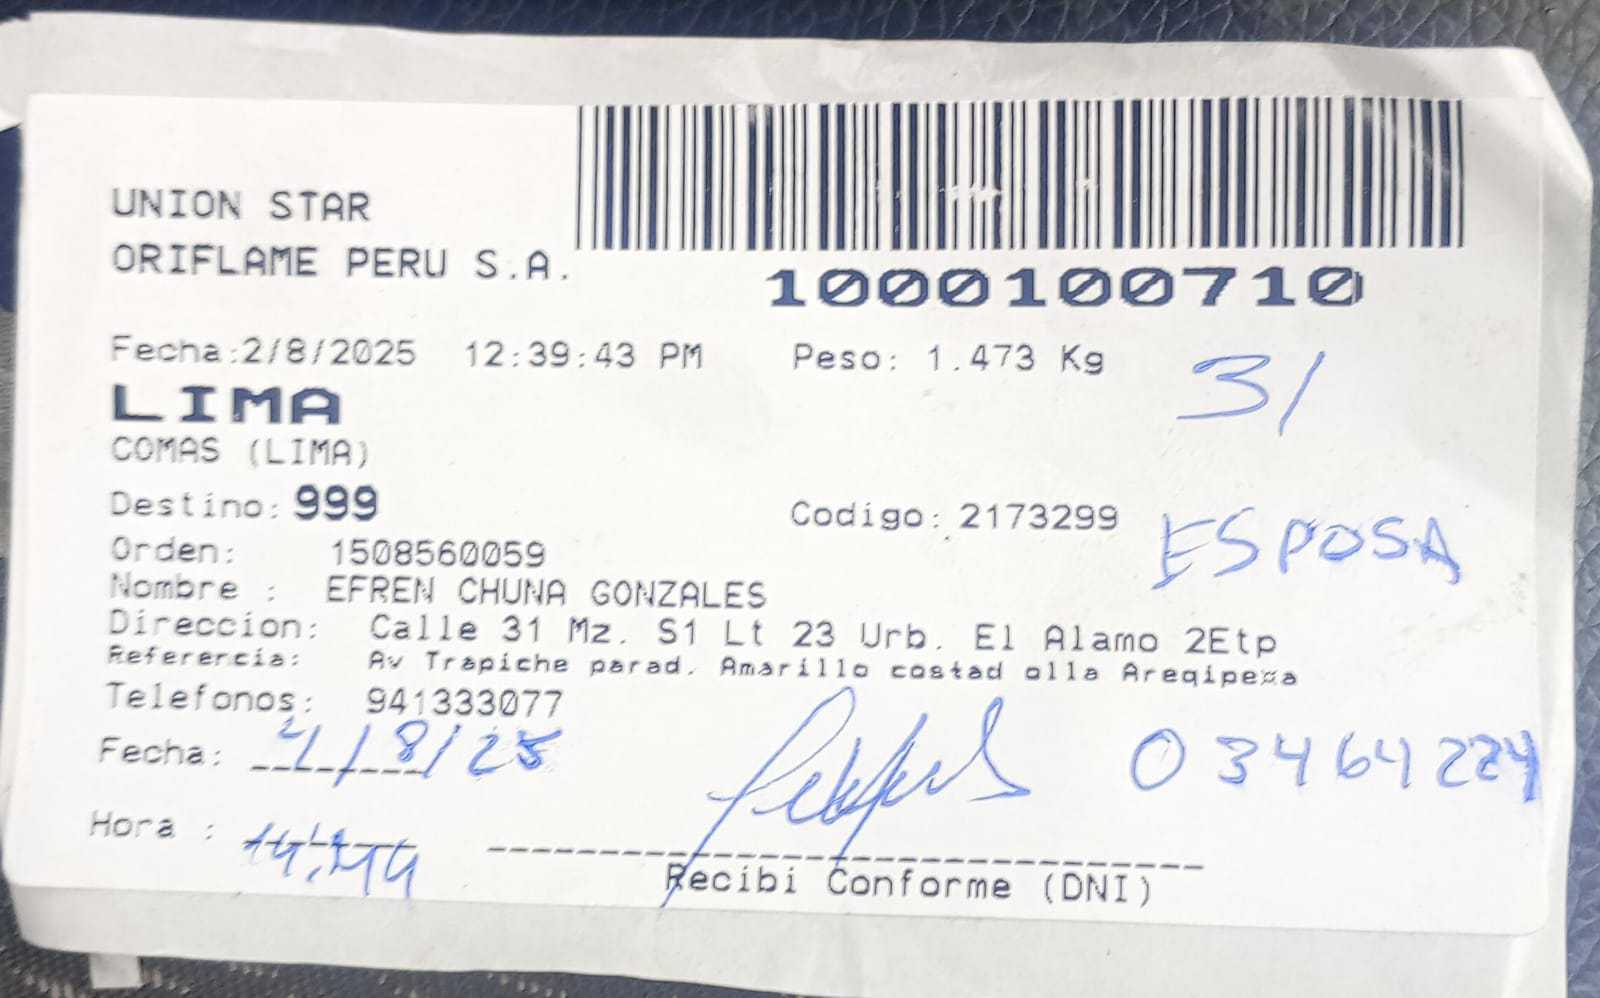 UNION STAR
ORIFLAME PERU S.A.
1000100710
Fecha:2/8/2025 12:39:43 PM Peso: 1.473 Kg
31
LIMA
COMAS (LIMA)
Destino: 999 Codigo: 2173299
ESPOSA
Orden: 1508560059
Nombre : EFREN CHUNA GONZALES
Direccion: Calle 31 Mz. S1 Lt 23 Urb. El Alamo 2Etp
Referencia: Av Trapiche parad. Amarillo costad olla Areqipexa
Telefonos: 941333077
Fecha: /8/25 03464224
Hora :
Recibi Conforme (DNI)